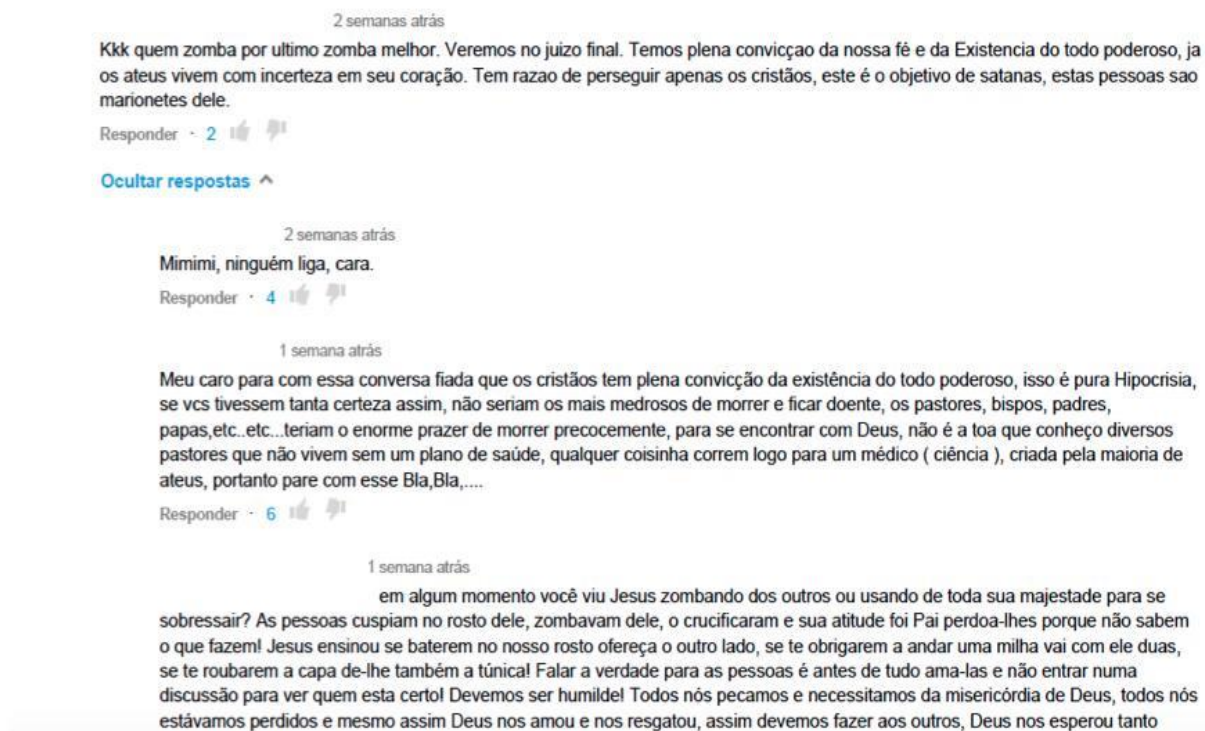 2 semanas atrás
Kkk quem zomba por ultimo zomba melhor. Veremos no juizo final. Temos plena convicçao da nossa fé e da Existencia do todo poderoso, ja
os ateus vivem com incerteza em seu coração. Tem razao de perseguir apenas os cristãos, este é o objetivo de satanas, estas pessoas sao
marionetes dele.
Responder · 2
Ocultar respostas
2 semanas atrás
Mimimi, ninguém liga, cara.
Responder · 4
1 semana atrás
Meu caro para com essa conversa fiada que os cristãos tem plena convicção da existência do todo poderoso, isso é pura Hipocrisia,
se vcs tivessem tanta certeza assim, não seriam os mais medrosos de morrer e ficar doente, os pastores, bispos, padres,
papas,etc..etc...teriam o enorme prazer de morrer precocemente, para se encontrar com Deus, não é a toa que conheço diversos
pastores que não vivem sem um plano de saúde, qualquer coisinha correm logo para um médico ( ciência ), criada pela maioria de
ateus, portanto pare com esse Bla,Bla,....
Responder · 6
1 semana atrás
em algum momento você viu Jesus zombando dos outros ou usando de toda sua majestade para se
sobressair? As pessoas cuspiam no rosto dele, zombavam dele, o crucificaram e sua atitude foi Pai perdoa-lhes porque não sabem
o que fazem! Jesus ensinou se baterem no nosso rosto ofereça o outro lado, se te obrigarem a andar uma milha vai com ele duas,
se te roubarem a capa de-lhe também a túnica! Falar a verdade para as pessoas é antes de tudo ama-las e não entrar numa
discussão para ver quem esta certo! Devemos ser humilde! Todos nós pecamos e necessitamos da misericórdia de Deus, todos nós
estávamos perdidos e mesmo assim Deus nos amou e nos resgatou, assim devemos fazer aos outros, Deus nos esperou tanto